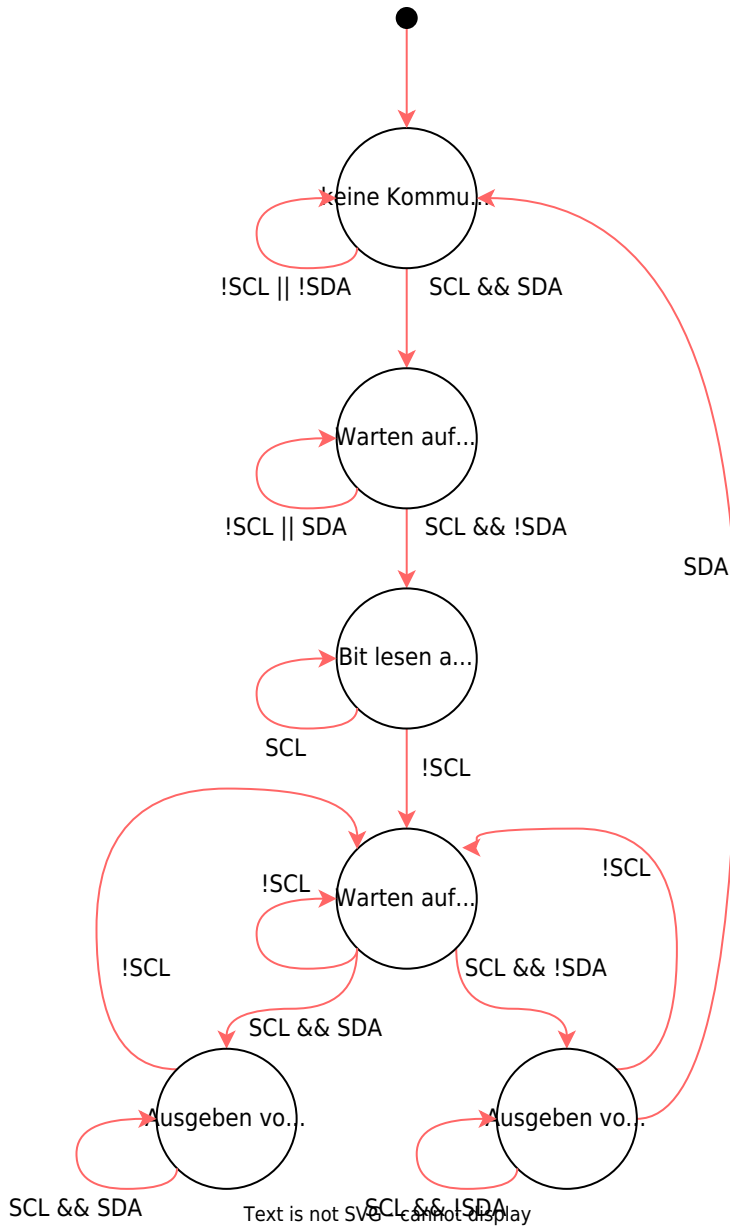 keine Kommu...
!SCL || !SDA
SCL && SDA
Warten auf...
!SCL || SDA
SCL && !SDA
SDA
Bit lesen a...
SCL
!SCL
!SCL
!SCL
Warten auf...
!SCL
SCL && !SDA
SCL && SDA
Ausgeben vo...
Ausgeben vo...
SCL && SDA
SCL && !SDA
Text is not SVG - cannot display